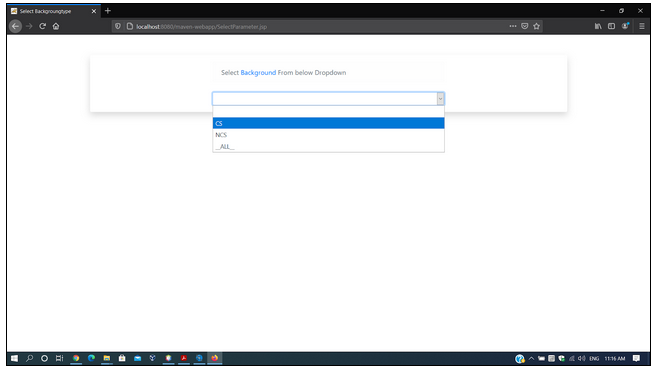 Select Backgroungtype
localhost:8080/maven-webapp/SelectParameter.jsp
Select Background From below Dropdown
CS
NCS
__ALL__
ENG
11:16 AM